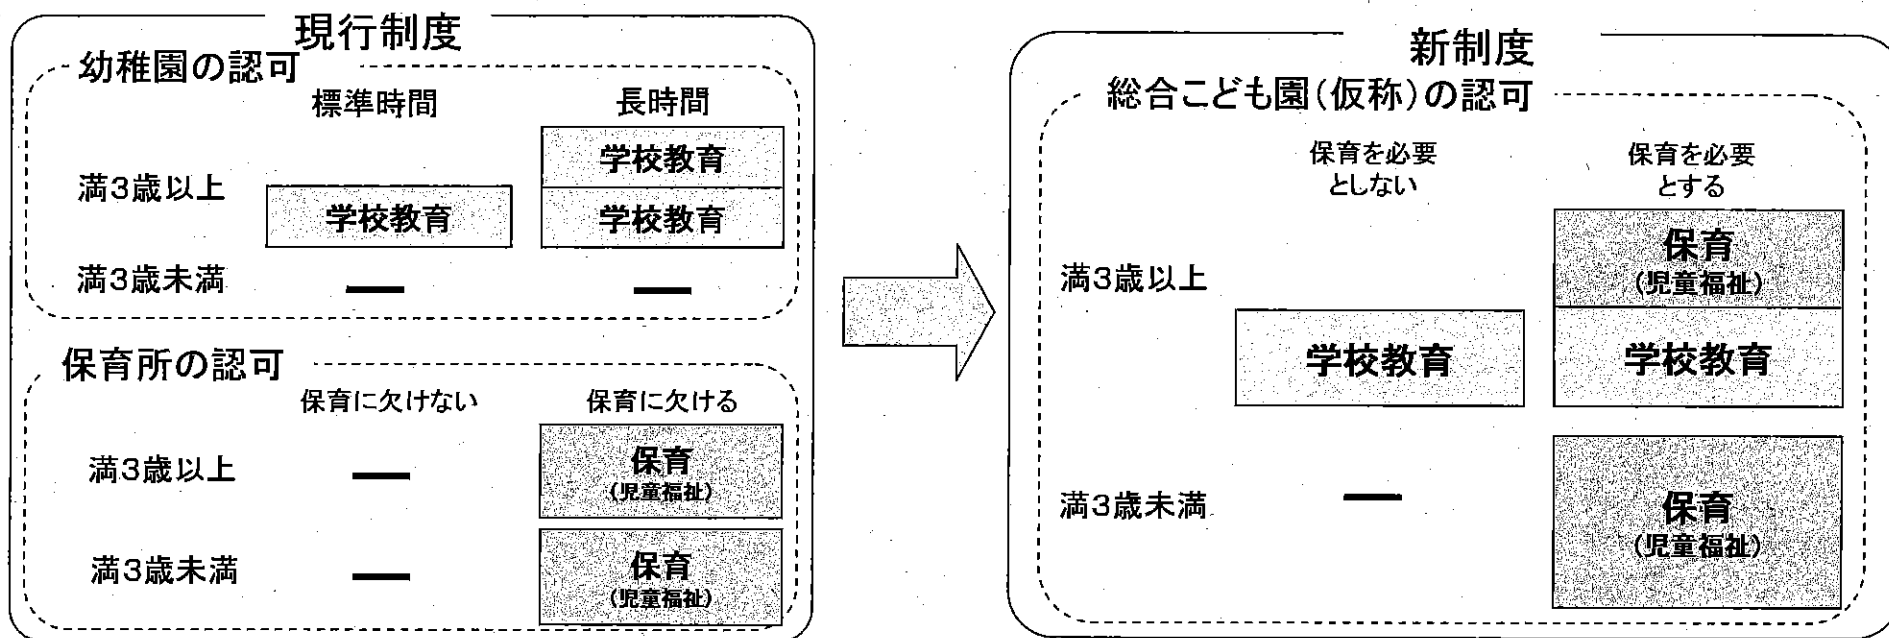 現行制度
幼稚園の認可
標準時間 長時間
学校教育
満3歳以上
学校教育 学校教育
満3歳未満 ― ―
保育所の認可
保育に欠けない 保育に欠ける
満3歳以上 ― 保育
(児童福祉)
満3歳未満 ― 保育
(児童福祉)
新制度
総合こども園(仮称)の認可
保育を必要
としない
保育を必要
とする
保育
(児童福祉)
満3歳以上
学校教育 学校教育
満3歳未満 ― 保育
(児童福祉)